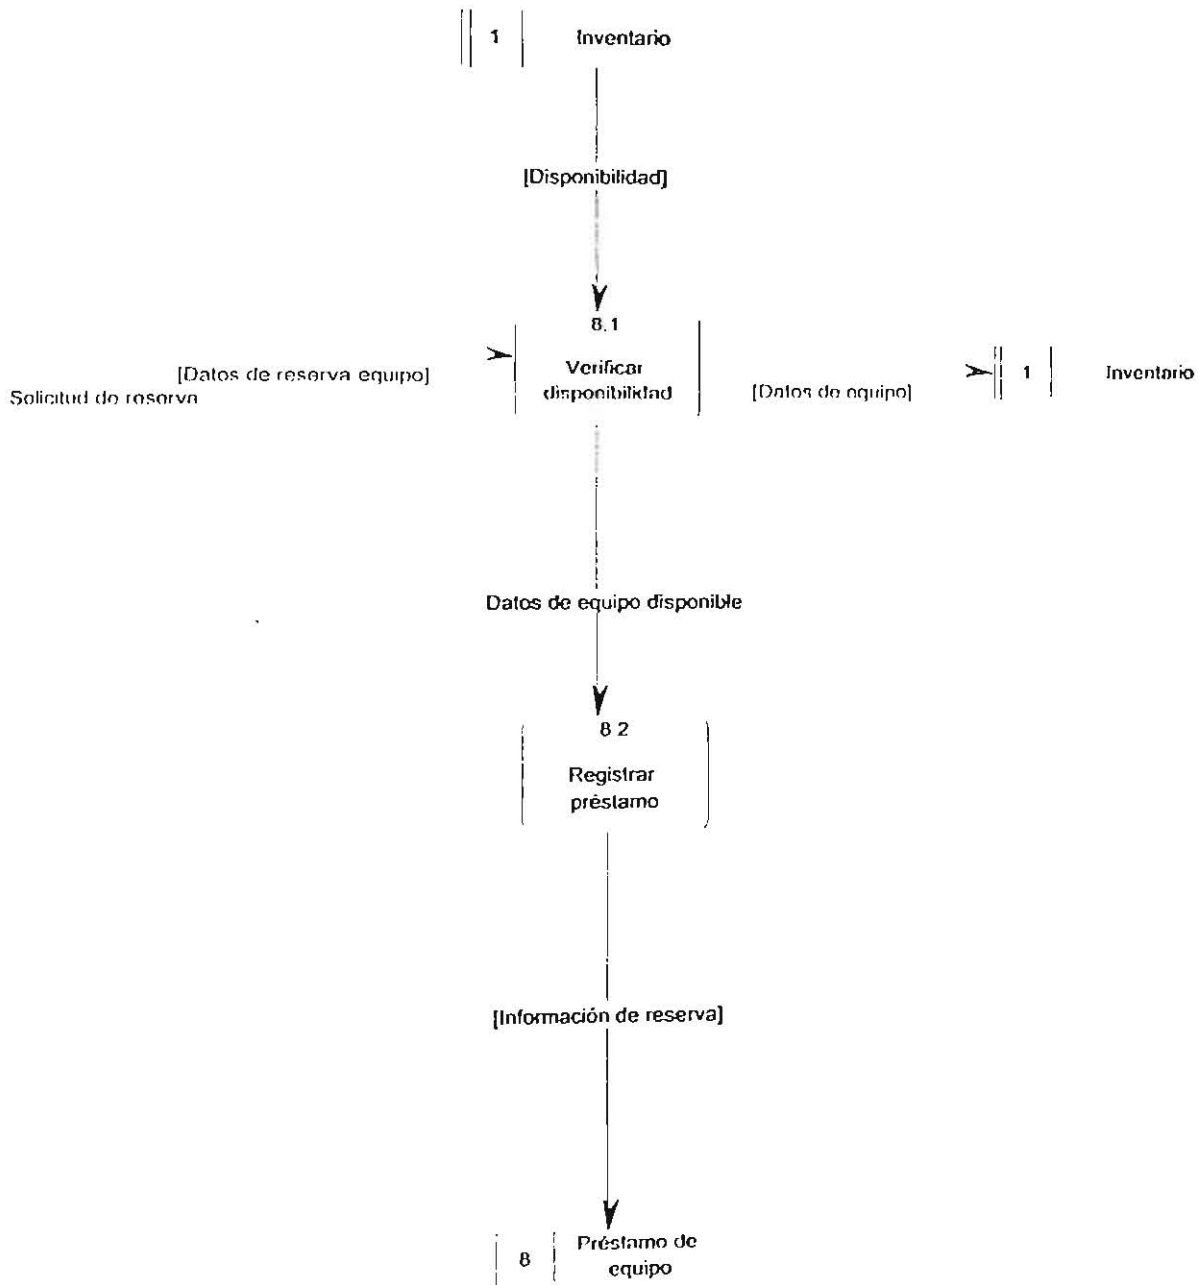 1 Inventario
[Disponibilidad]
8.1
Verificar
disponibilidad
[Datos de reserva equipo]
Solicitud de reserva
[Datos de equipo]
1 Inventario
Datos de equipo disponible
8.2
Registrar
préstamo
[Información de reserva]
8 Préstamo de
equipo